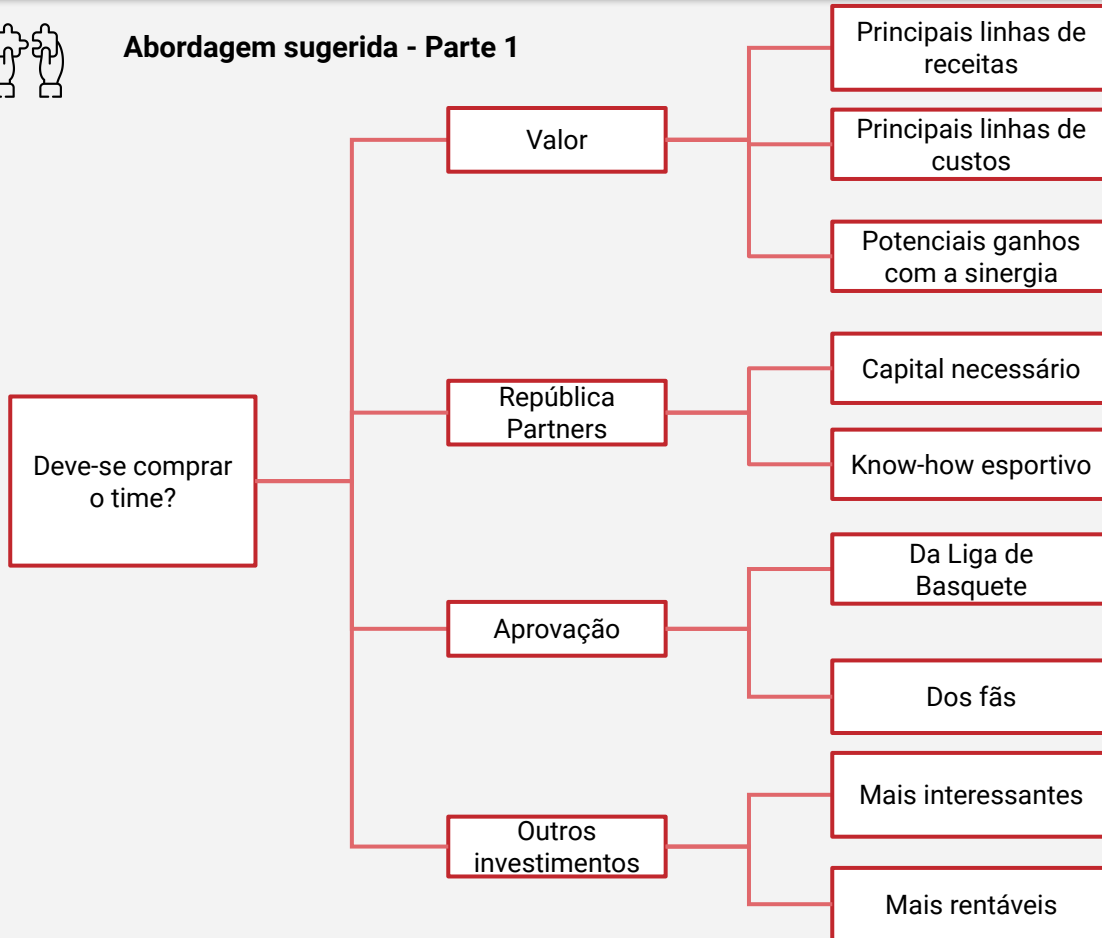 Abordagem sugerida - Parte 1
Deve-se comprar
o time?
Valor
Principais linhas de
receitas
Principais linhas de
custos
Potenciais ganhos
com a sinergia
República
Partners
Capital necessário
Know-how esportivo
Aprovação
Da Liga de
Basquete
Dos fãs
Outros
investimentos
Mais interessantes
Mais rentáveis